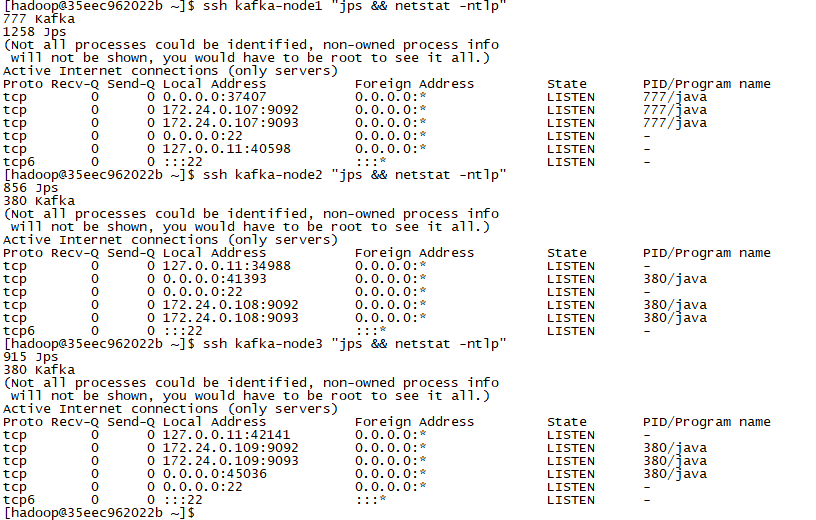 [hadoop@35eec962022b ~]$ ssh kafka-node1 "jps && netstat -ntlp"
777 Kafka
1258 Jps
(Not all processes could be identified, non-owned process info
 will not be shown, you would have to be root to see it all.)
Active Internet connections (only servers)
Proto Recv-Q Send-Q Local Address           Foreign Address         State       PID/Program name
tcp        0      0 0.0.0.0:37407           0.0.0.0:*               LISTEN      777/java
tcp        0      0 172.24.0.107:9092       0.0.0.0:*               LISTEN      777/java
tcp        0      0 172.24.0.107:9093       0.0.0.0:*               LISTEN      777/java
tcp        0      0 0.0.0.0:22              0.0.0.0:*               LISTEN      -
tcp        0      0 127.0.0.11:40598        0.0.0.0:*               LISTEN      -
tcp6       0      0 :::22                   :::*                    LISTEN      -
[hadoop@35eec962022b ~]$ ssh kafka-node2 "jps && netstat -ntlp"
856 Jps
380 Kafka
(Not all processes could be identified, non-owned process info
 will not be shown, you would have to be root to see it all.)
Active Internet connections (only servers)
Proto Recv-Q Send-Q Local Address           Foreign Address         State       PID/Program name
tcp        0      0 127.0.0.11:34988        0.0.0.0:*               LISTEN      -
tcp        0      0 0.0.0.0:41393           0.0.0.0:*               LISTEN      380/java
tcp        0      0 0.0.0.0:22              0.0.0.0:*               LISTEN      -
tcp        0      0 172.24.0.108:9092       0.0.0.0:*               LISTEN      380/java
tcp        0      0 172.24.0.108:9093       0.0.0.0:*               LISTEN      380/java
tcp6       0      0 :::22                   :::*                    LISTEN      -
[hadoop@35eec962022b ~]$ ssh kafka-node3 "jps && netstat -ntlp"
915 Jps
380 Kafka
(Not all processes could be identified, non-owned process info
 will not be shown, you would have to be root to see it all.)
Active Internet connections (only servers)
Proto Recv-Q Send-Q Local Address           Foreign Address         State       PID/Program name
tcp        0      0 127.0.0.11:42141        0.0.0.0:*               LISTEN      -
tcp        0      0 172.24.0.109:9092       0.0.0.0:*               LISTEN      380/java
tcp        0      0 172.24.0.109:9093       0.0.0.0:*               LISTEN      380/java
tcp        0      0 0.0.0.0:45036           0.0.0.0:*               LISTEN      380/java
tcp        0      0 0.0.0.0:22              0.0.0.0:*               LISTEN      -
tcp6       0      0 :::22                   :::*                    LISTEN      -
[hadoop@35eec962022b ~]$